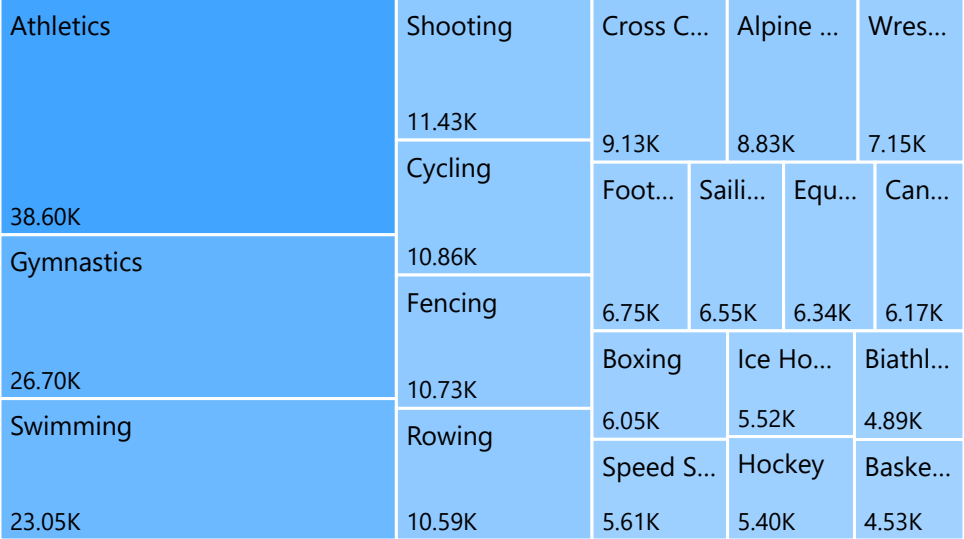 Athletics
38.60K
Gymnastics
26.70K
Swimming
23.05K
Shooting
11.43K
Cycling
10.86K
Fencing
10.73K
Rowing
10.59K
Cross C...
9.13K
Alpine ...
8.83K
Wres...
7.15K
Foot...
6.75K
Saili...
6.55K
Equ...
6.34K
Can...
6.17K
Boxing
6.05K
Ice Ho...
5.52K
Biathl...
4.89K
Speed S...
5.61K
Hockey
5.40K
Baske...
4.53K